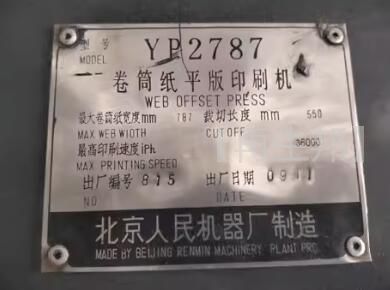 型号 YP2787
MODEL
卷筒纸平版印刷机
WEB OFFSET PRESS
最大卷筒纸宽度mm 787 裁切长度 mm 550
MAX WEB WIOTH CUT OFF
最高印刷速度iPh. 36000
MAX PRINTING SPEED
出厂编号 815 出厂日期 0911
NO DATE
北京人民机器厂制造
MADE BY BEIJING RENMIN MACHINERY PLANT PRC